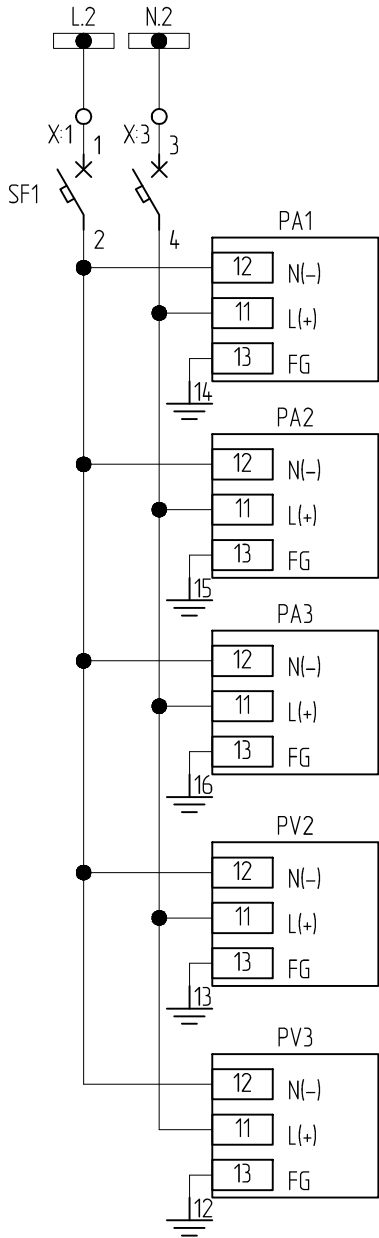 L.2 N.2
X:1 1 X:3 3
SF1
2 4
PA1
12 N(-)
11 L(+)
13 FG
14
PA2
12 N(-)
11 L(+)
13 FG
15
PA3
12 N(-)
11 L(+)
13 FG
16
PV2
12 N(-)
11 L(+)
13 FG
13
PV3
12 N(-)
11 L(+)
13 FG
12